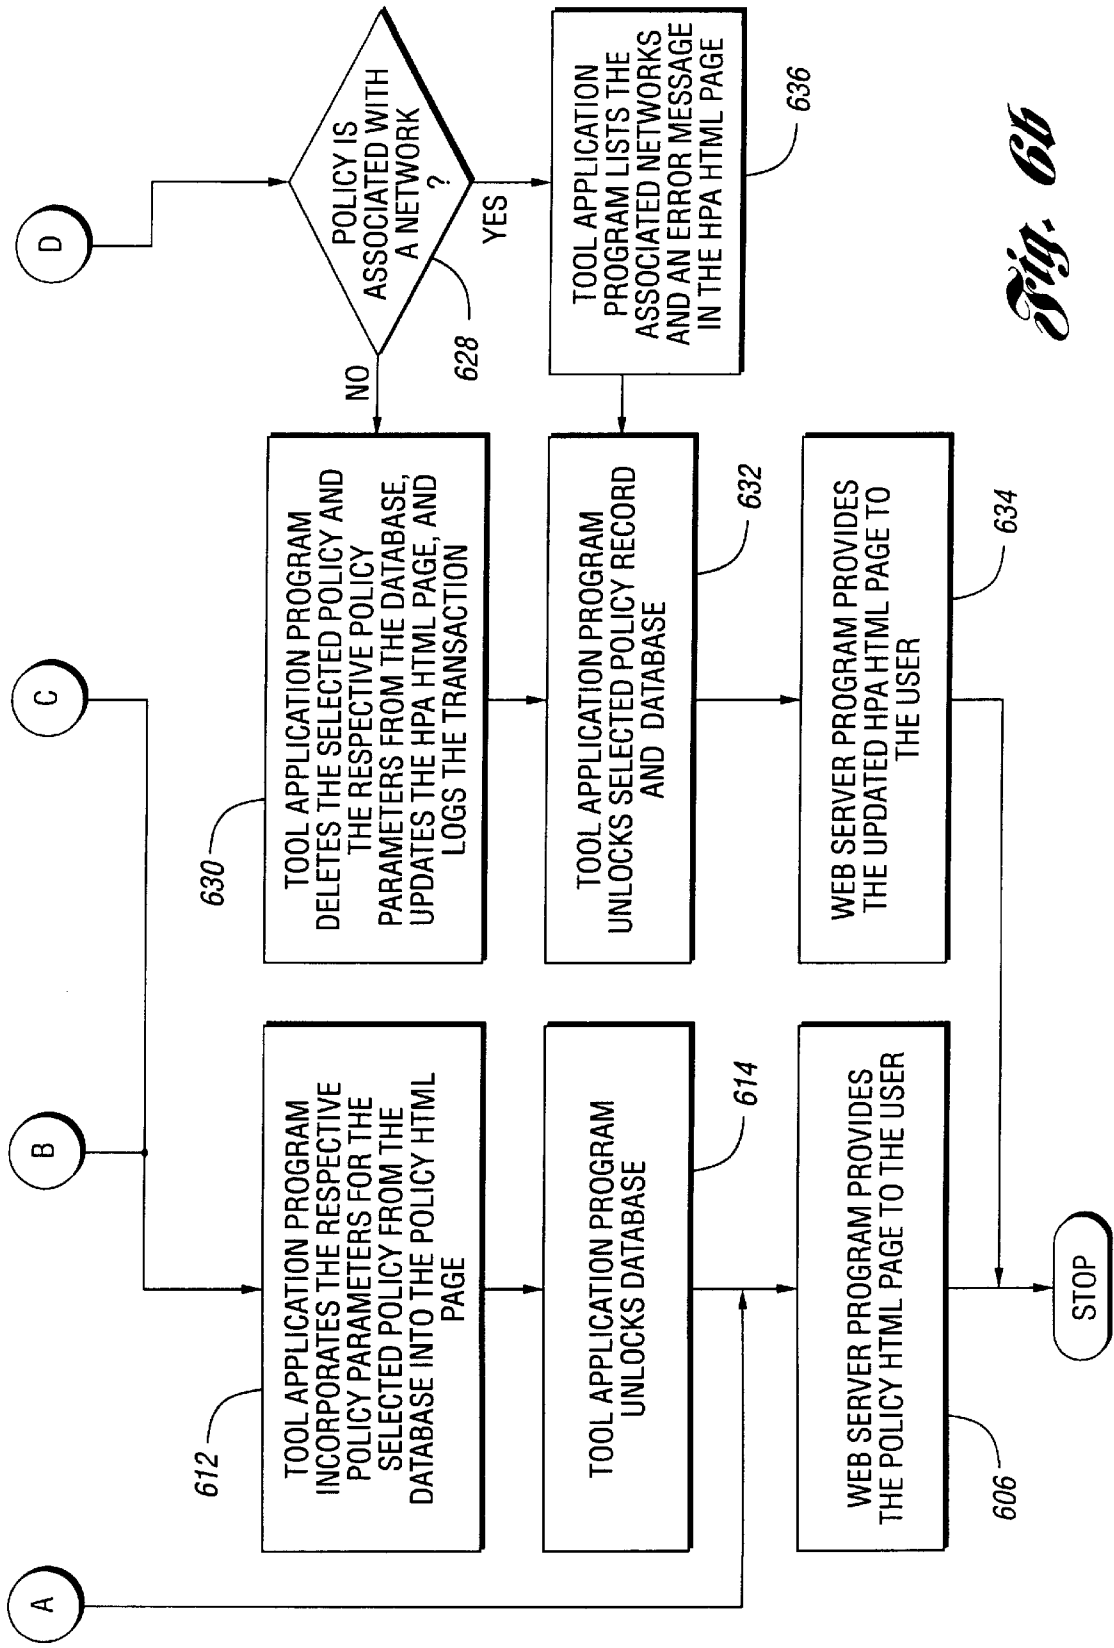 A
B
C
D
612
TOOL APPLICATION PROGRAM
INCORPORATES THE RESPECTIVE
POLICY PARAMETERS FOR THE
SELECTED POLICY FROM THE
DATABASE INTO THE POLICY HTML
PAGE
TOOL APPLICATION PROGRAM
UNLOCKS DATABASE
614
WEB SERVER PROGRAM PROVIDES
THE POLICY HTML PAGE TO THE USER
606
STOP
630
TOOL APPLICATION PROGRAM
DELETES THE SELECTED POLICY AND
THE RESPECTIVE POLICY
PARAMETERS FROM THE DATABASE,
UPDATES THE HPA HTML PAGE, AND
LOGS THE TRANSACTION
TOOL APPLICATION PROGRAM
UNLOCKS SELECTED POLICY RECORD
AND DATABASE
632
WEB SERVER PROGRAM PROVIDES
THE UPDATED HPA HTML PAGE TO
THE USER
634
POLICY IS
ASSOCIATED WITH
A NETWORK
?
NO
628
YES
TOOL APPLICATION
PROGRAM LISTS THE
ASSOCIATED NETWORKS
AND AN ERROR MESSAGE
IN THE HPA HTML PAGE
636
Fig. 6b